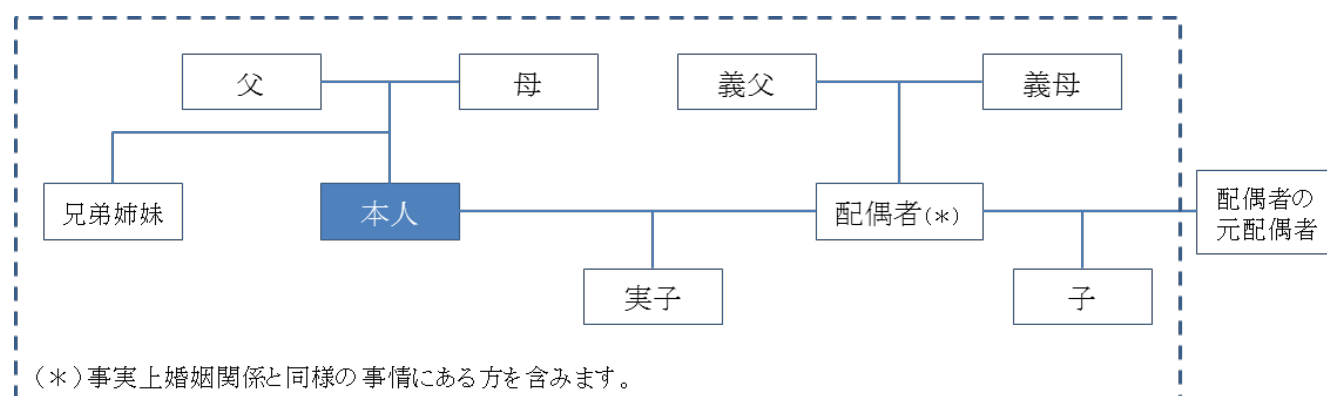 父
母
義父
義母
兄弟姉妹
本人
配偶者(*)
配偶者の
元配偶者
実子
子
(*)事実上婚姻関係と同様の事情にある方を含みます。